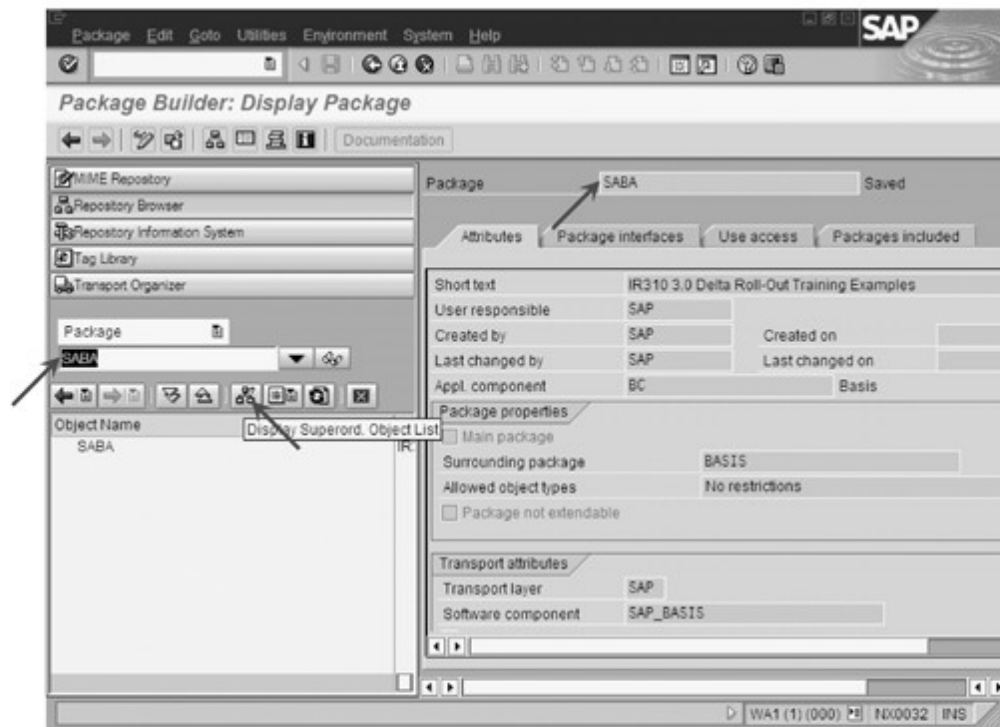 Package Edit Goto Utilities Environment System Help
SAP
Package Builder: Display Package
Documentation
MIME Repository
Repository Browser
Repository Information System
Tag Library
Transport Organizer
Package
SABA
Object Name
Display Superord. Object List
SABA
IR
Package SABA Saved
Attributes Package interfaces Use access Packages included
Short text IR310 3.0 Delta Roll-Out Training Examples
User responsible SAP
Created by SAP Created on
Last changed by SAP Last changed on
Appl. component BC Basis
Package properties
Main package
Surrounding package BASIS
Allowed object types No restrictions
Package not extendable
Transport attributes
Transport layer SAP
Software component SAP_BASIS
WA1 (1) (000) NX0032 INS